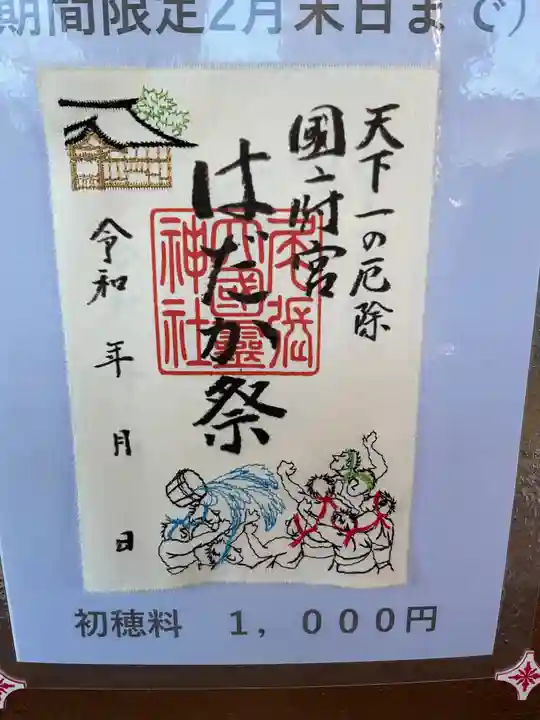 期間限定2月末日まで)
天下一の厄除
國府宮
はだか祭
令和 年 月 日
尾張
大國霊
神社
初穂料 1,000円